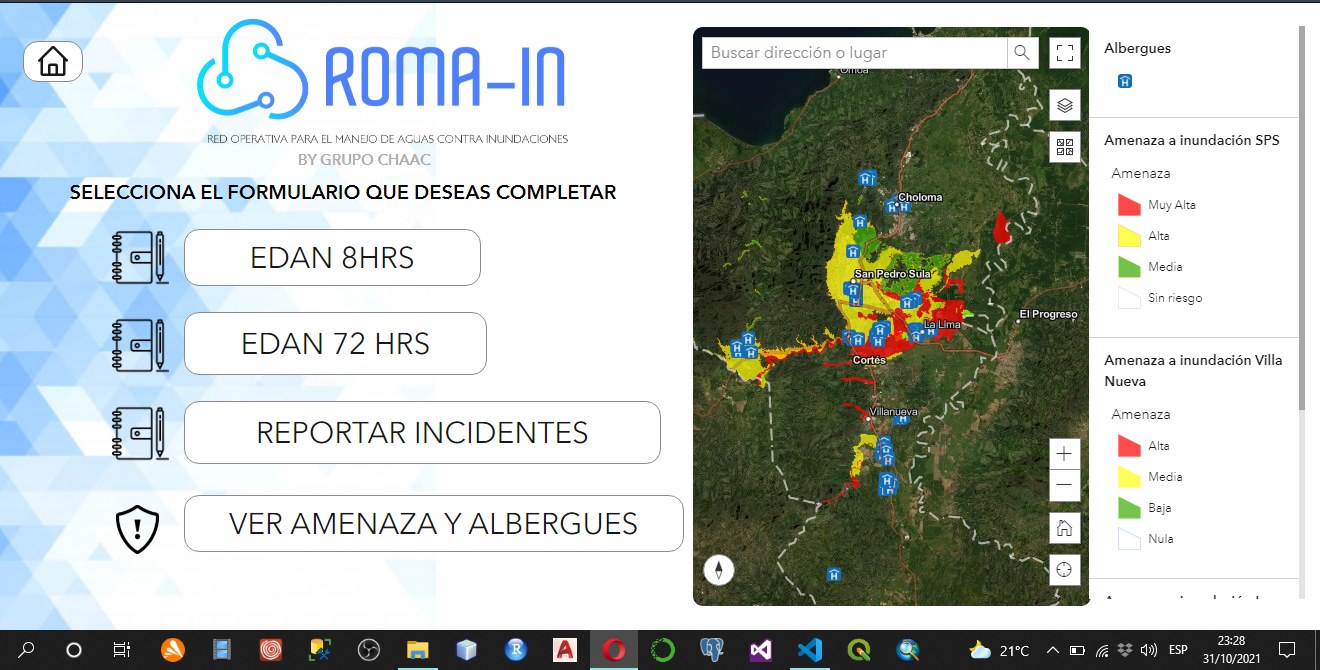 ROMA-IN
RED OPERATIVA PARA EL MANEJO DE AGUAS CONTRA INUNDACIONES
BY GRUPO CHAAC
SELECCIONA EL FORMULARIO QUE DESEAS COMPLETAR
EDAN 8HRS
EDAN 72 HRS
REPORTAR INCIDENTES
VER AMENAZA Y ALBERGUES
Buscar dirección o lugar
Omoa
Choloma
San Pedro Sula
La Lima
El Progreso
Cortés
Villanueva
Albergues
Amenaza a inundación SPS
Amenaza
Muy Alta
Alta
Media
Sin riesgo
Amenaza a inundación Villa
Nueva
Amenaza
Alta
Media
Baja
Nula
21°C
ESP
23:28
31/10/2021